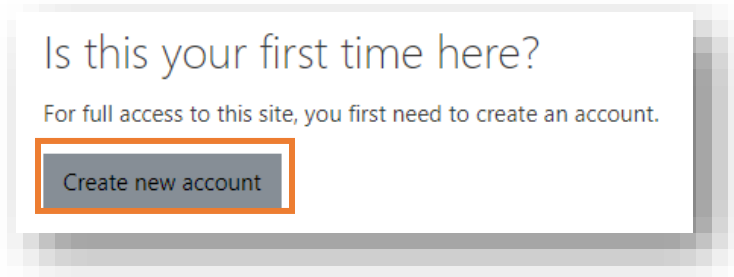 Is this your first time here?
For full access to this site, you first need to create an account.
Create new account